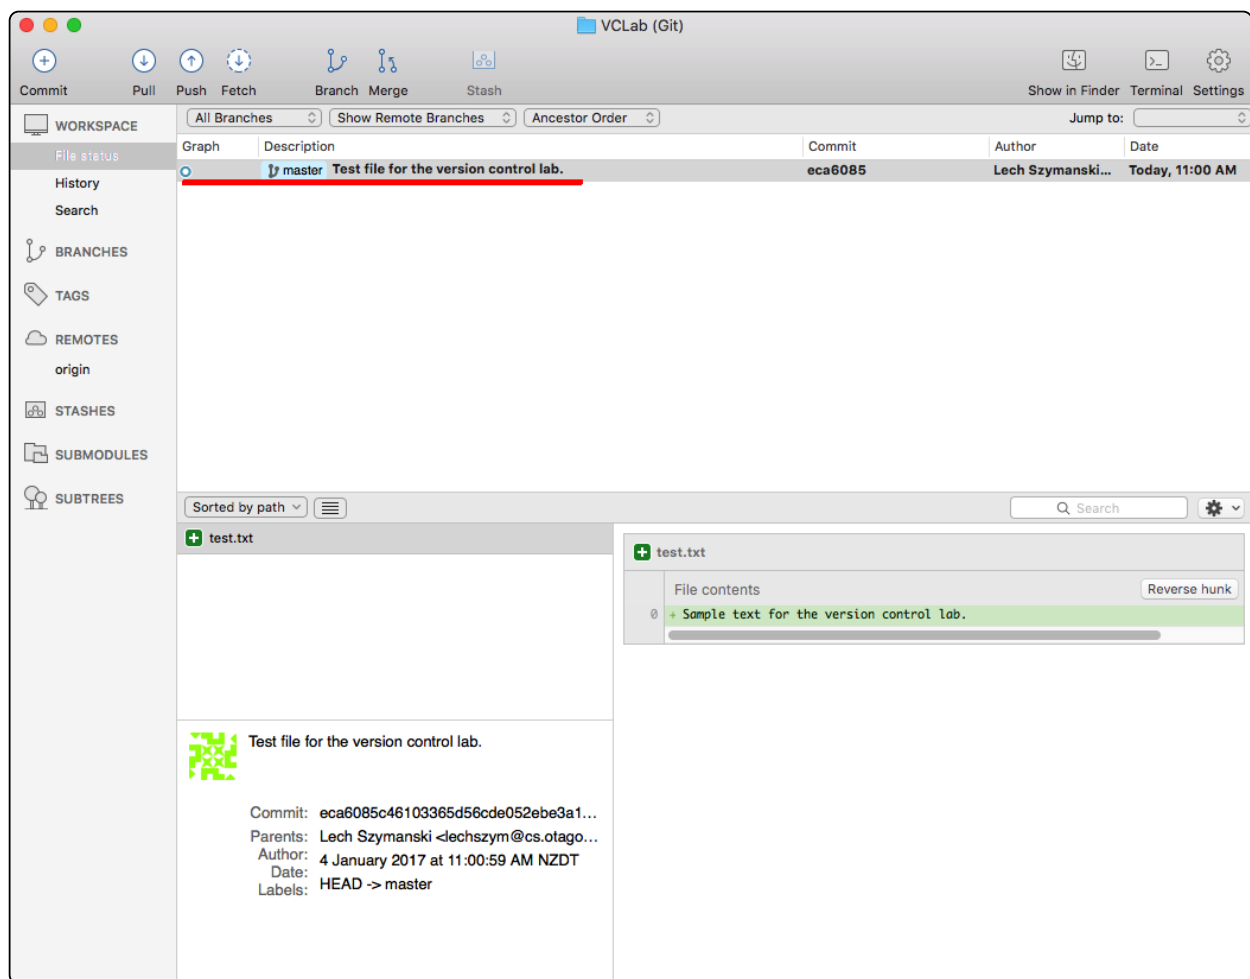 VCLab (Git)
Commit Pull Push Fetch Branch Merge Stash Show in Finder Terminal Settings
WORKSPACE
File status
History
Search
BRANCHES
TAGS
REMOTES
origin
STASHES
SUBMODULES
SUBTREES
All Branches Show Remote Branches Ancestor Order Jump to:
Graph Description Commit Author Date
master Test file for the version control lab. eca6085 Lech Szymanski... Today, 11:00 AM
Sorted by path Search
test.txt
test.txt
File contents Reverse hunk
0 + Sample text for the version control lab.
Test file for the version control lab.
Commit: eca6085c46103365d56cde052ebe3a1...
Parents: Lech Szymanski <lechszym@cs.otago...
Author: 4 January 2017 at 11:00:59 AM NZDT
Date:
Labels: HEAD -> master